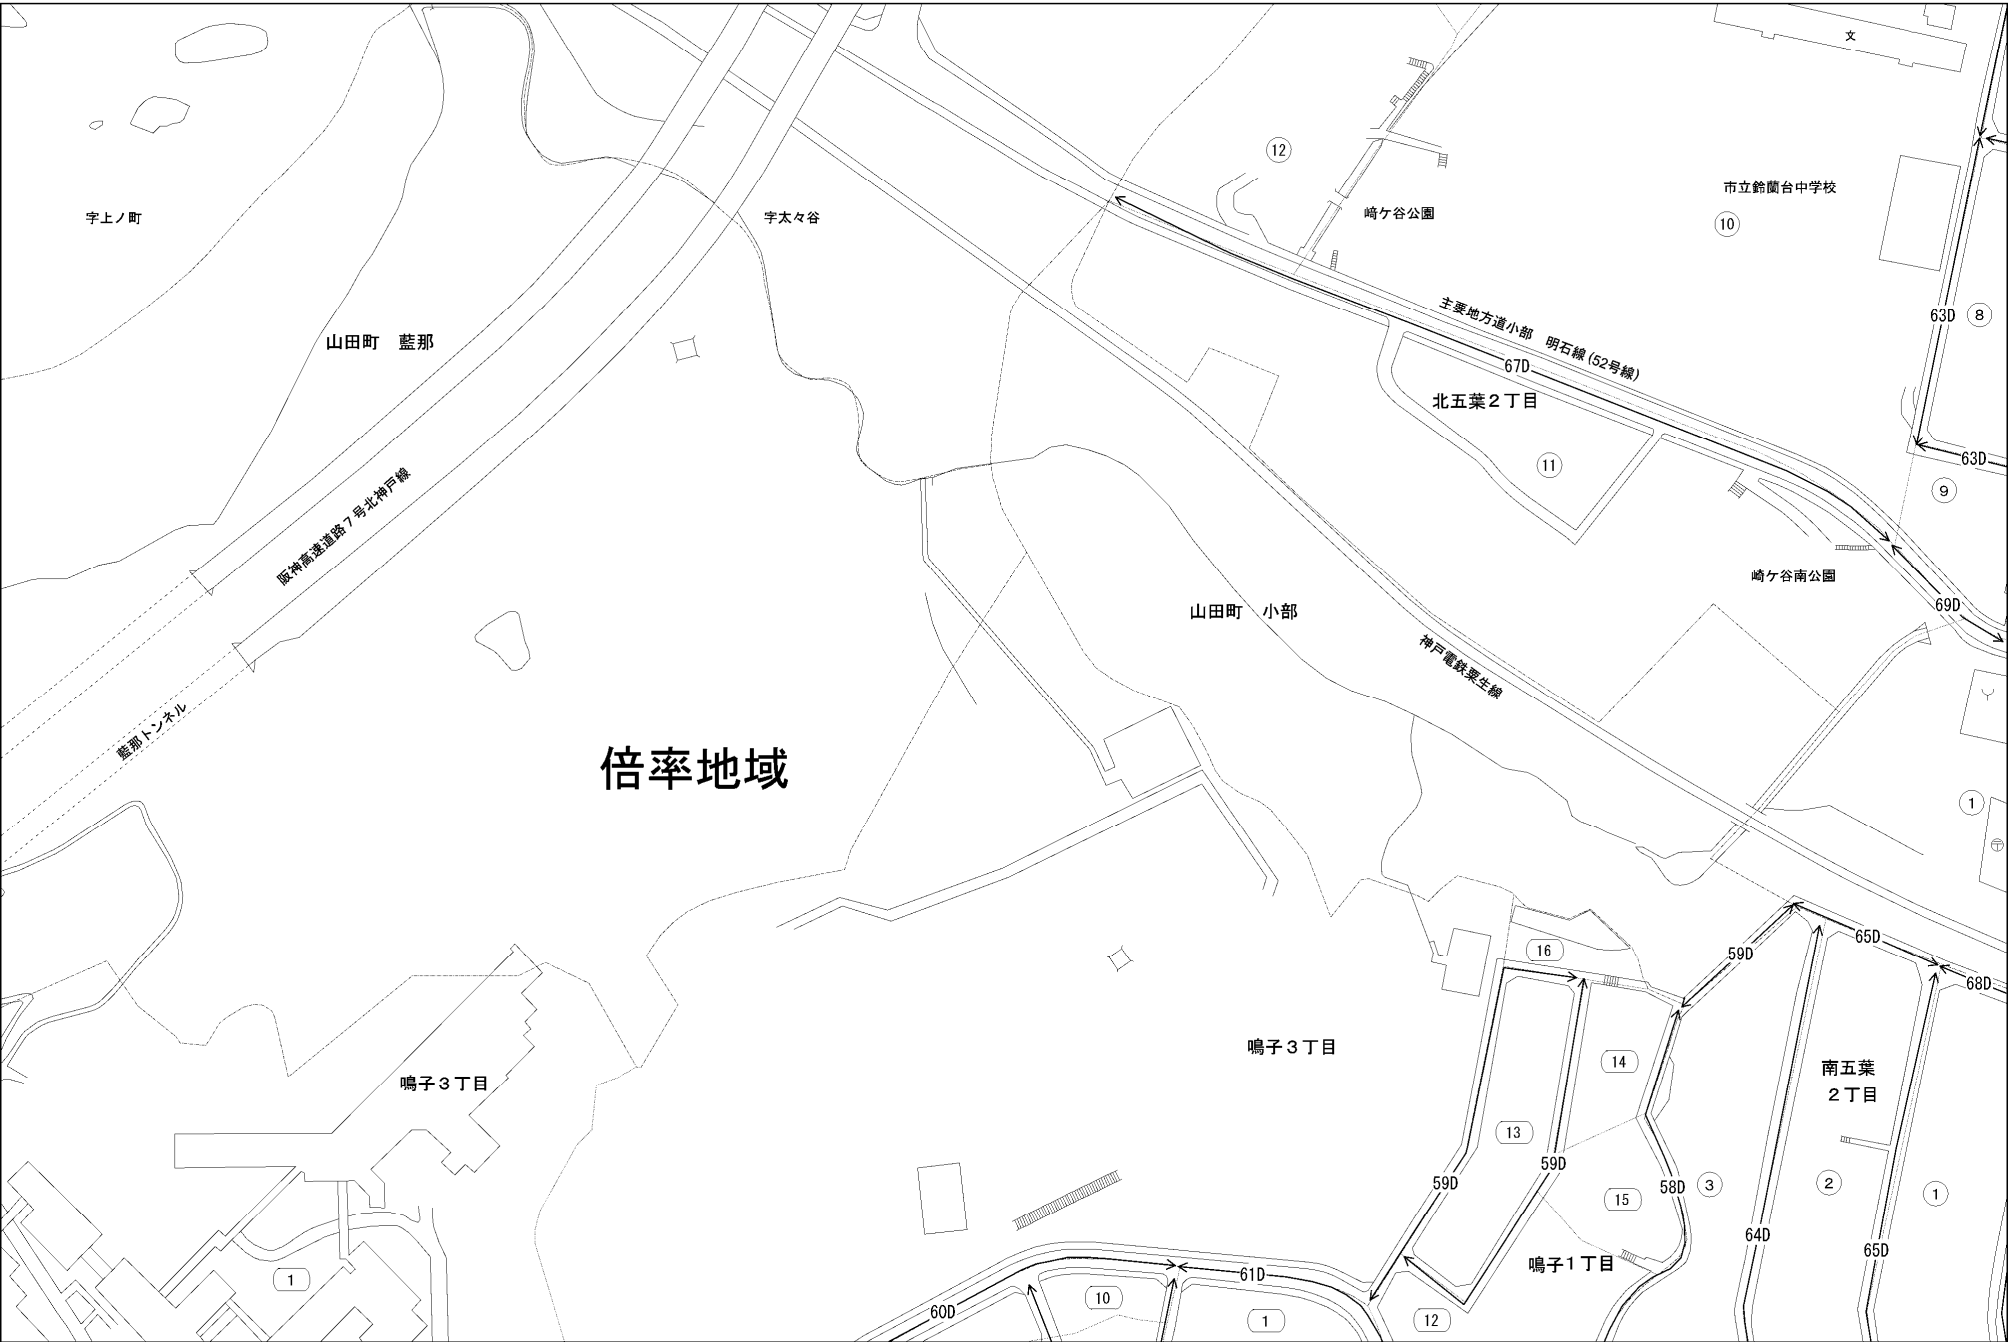 文
⑫
市立鈴蘭台中学校
﨑ケ谷公園
⑩
字上ノ町
字太々谷
主要地方道小部　明石線(52号線)
63D
⑧
山田町　藍那
67D
北五葉２丁目
⑪
63D
⑨
阪神高速道路７号北神戸線
崎ケ谷南公園
69D
山田町　小部
神戸電鉄粟生線
藍那トンネル
倍率地域
①
16
59D
65D
68D
鳴子３丁目
鳴子３丁目
14
南五葉
２丁目
13
59D
59D
58D
③
②
①
15
64D
65D
鳴子１丁目
1
61D
10
60D
1
12